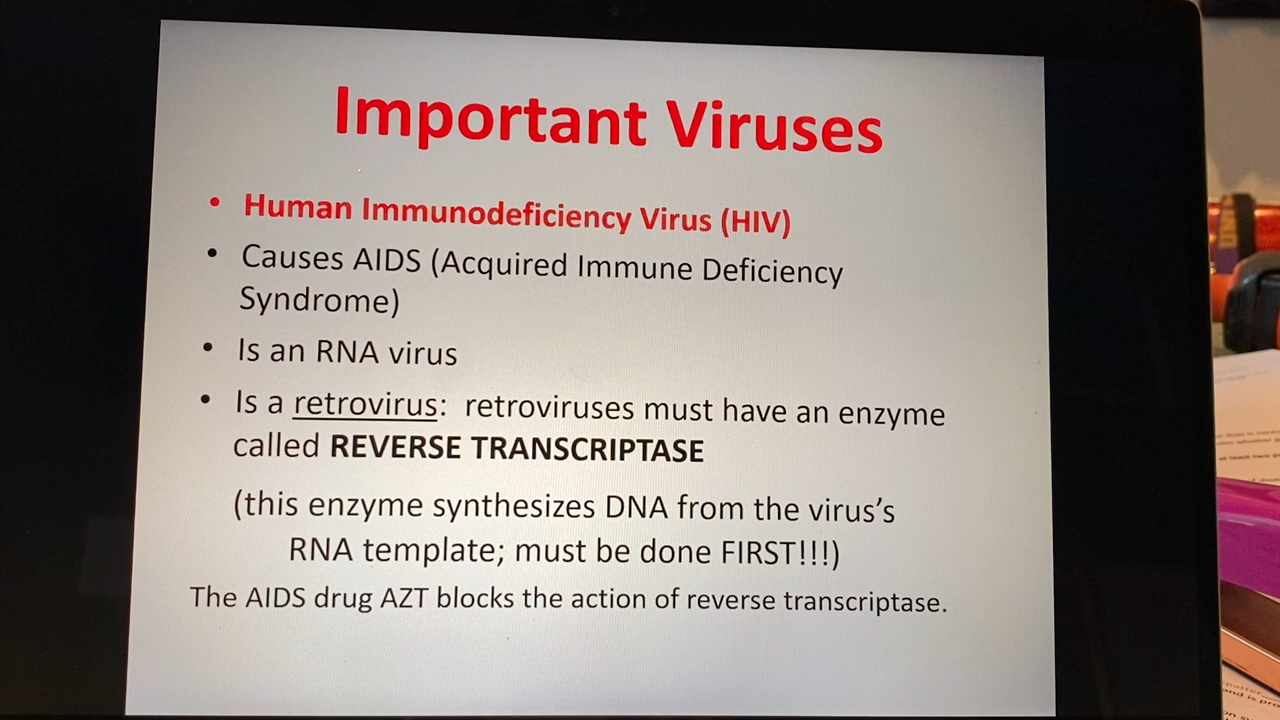 Important Viruses
• Human Immunodeficiency Virus (HIV)
• Causes AIDS (Acquired Immune Deficiency
Syndrome)
• Is an RNA virus
• Is a retrovirus: retroviruses must have an enzyme
called REVERSE TRANSCRIPTASE
(this enzyme synthesizes DNA from the virus's
RNA template; must be done FIRST!!!)
The AIDS drug AZT blocks the action of reverse transcriptase.